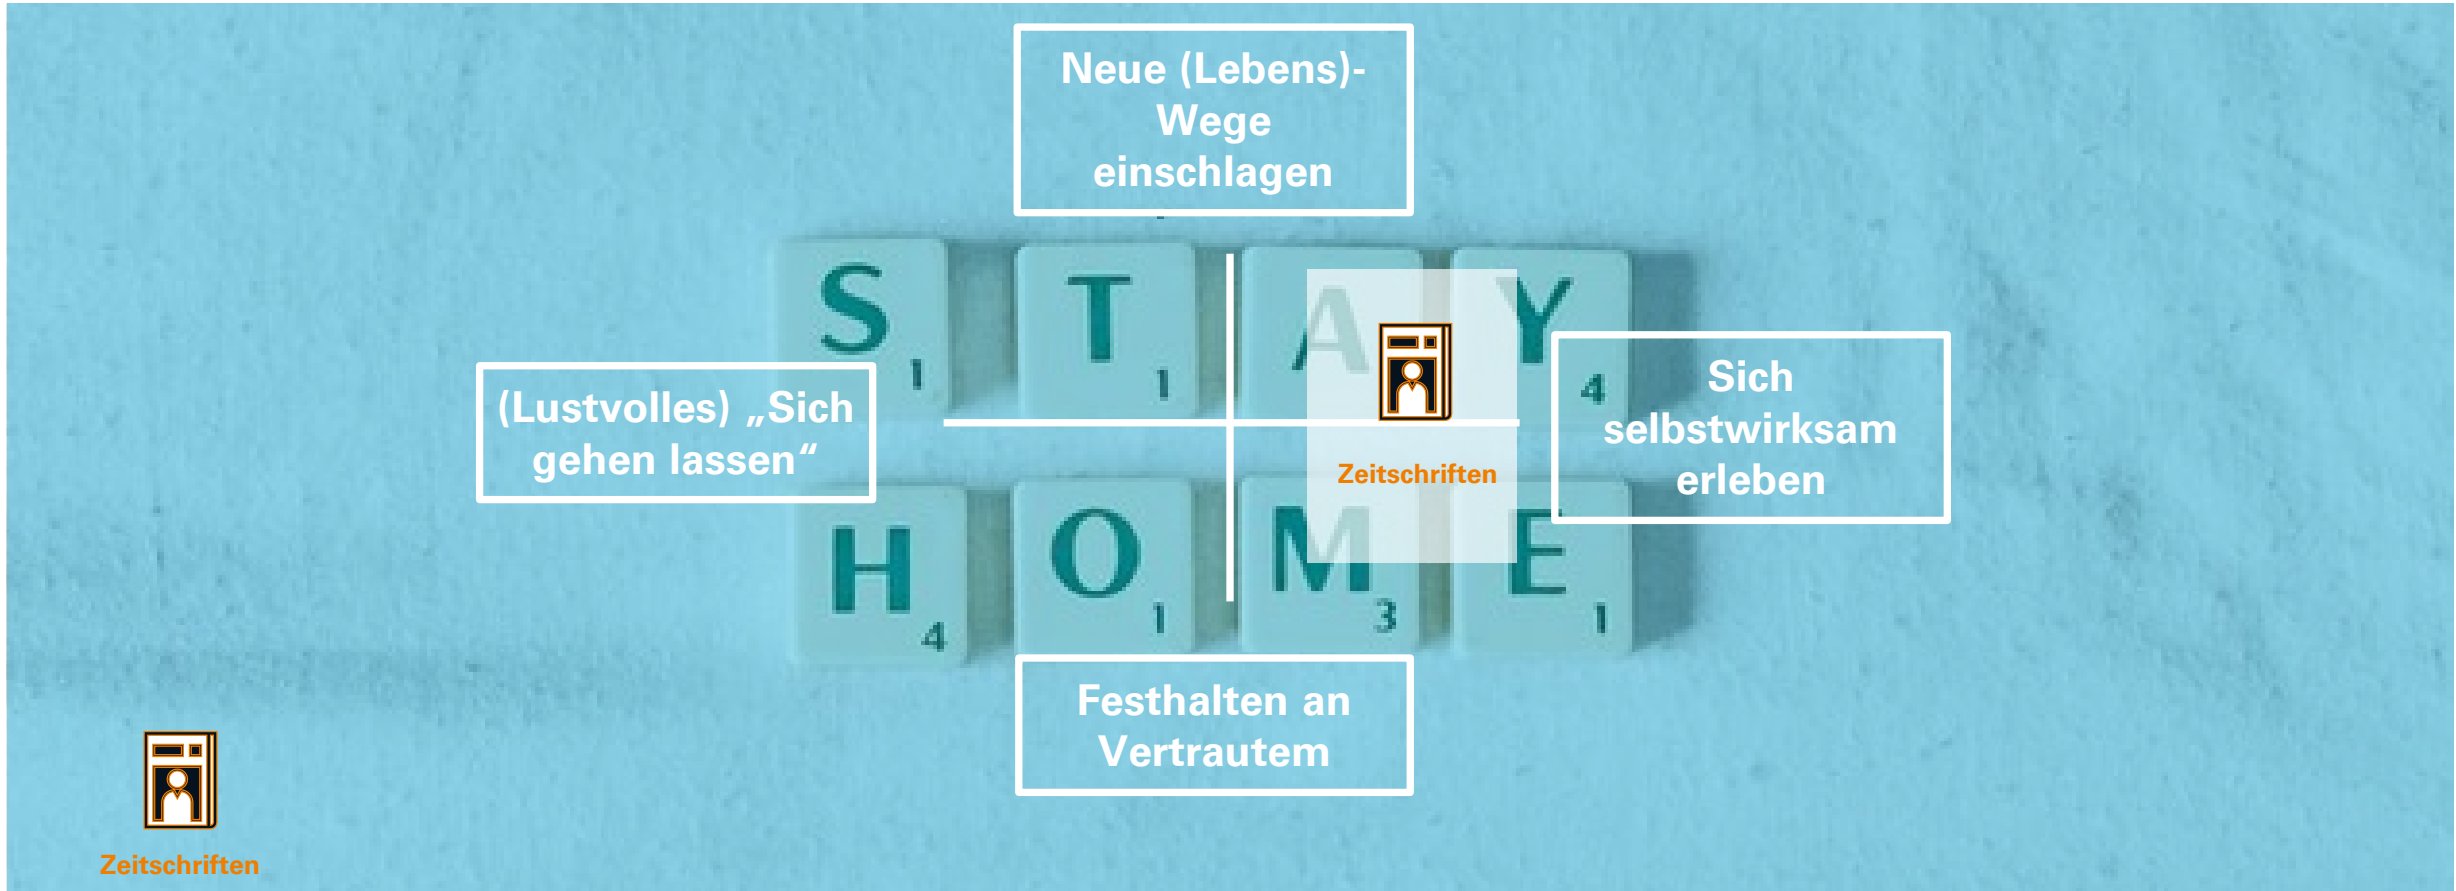 Neue (Lebens)-
Wege
einschlagen
S 1 T 1 A Y 4
(Lustvolles) „Sich
gehen lassen“
Sich
selbstwirksam
erleben
Zeitschriften
H 4 O 1 M 3 E 1
Festhalten an
Vertrautem
Zeitschriften